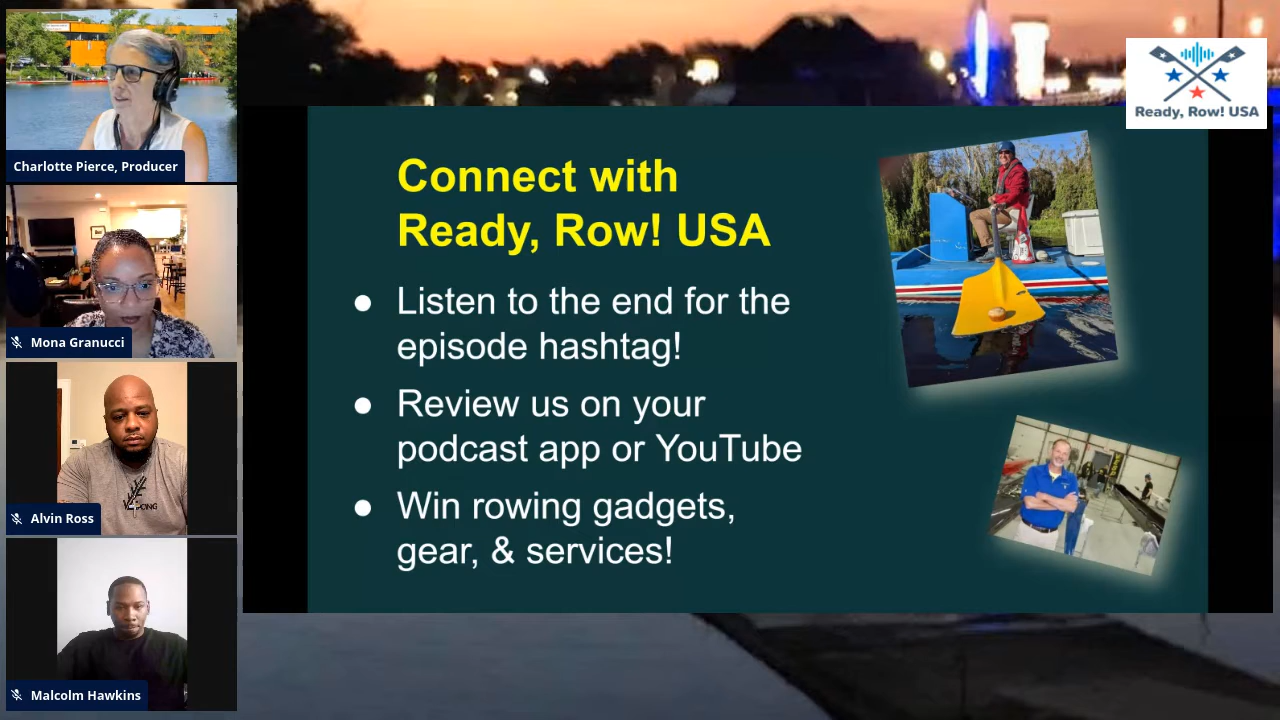 Charlotte Pierce, Producer
Mona Granucci
Alvin Ross
Malcolm Hawkins
Ready, Row! USA
Connect with
Ready, Row! USA
● Listen to the end for the
episode hashtag!
● Review us on your
podcast app or YouTube
● Win rowing gadgets,
gear, & services!